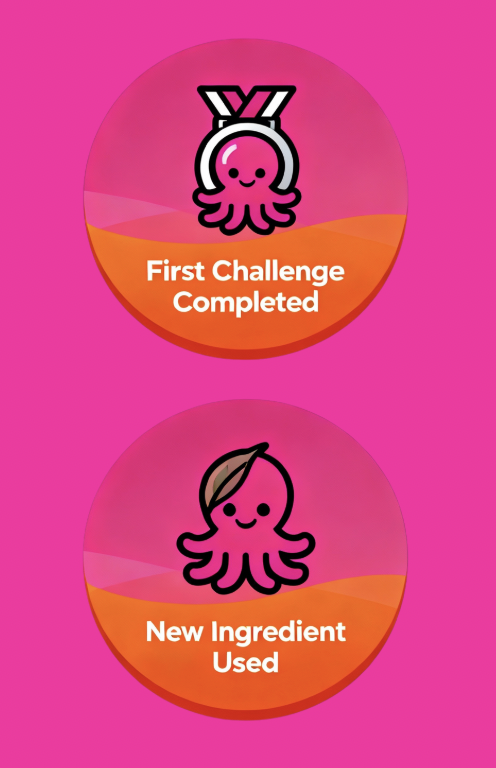 First Challenge
Completed
New Ingredient
Used